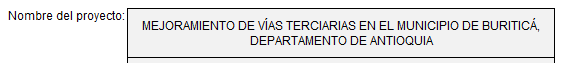 Nombre del proyecto:
MEJORAMIENTO DE VÍAS TERCIARIAS EN EL MUNICIPIO DE BURITICÁ,
DEPARTAMENTO DE ANTIOQUIA